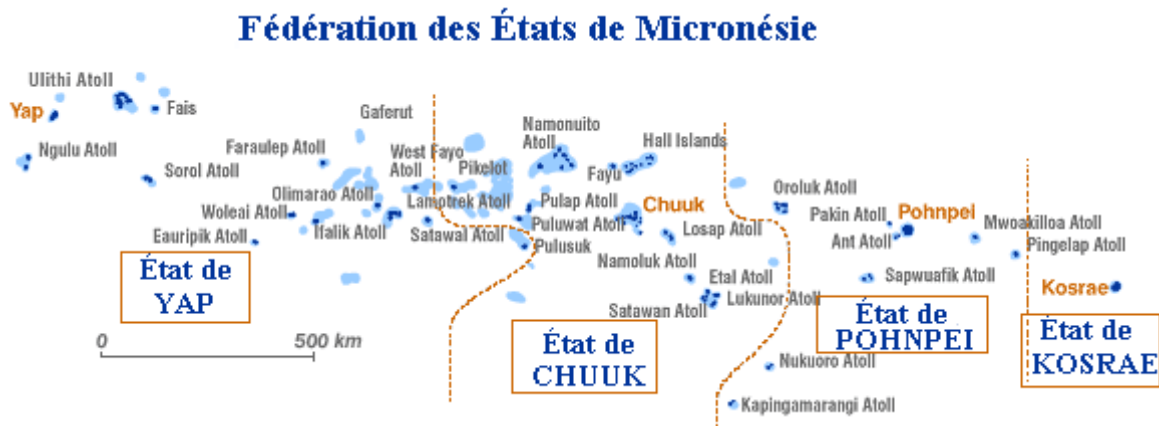 Fédération des États de Micronésie
Ulithi Atoll
Yap
Fais
Gaferut
Ngulu Atoll
Sorol Atoll
Faraulep Atoll
West Fayo
Atoll
Pikelot
Namonuito
Atoll
Hall Islands
Fayu
Olimarao Atoll
Lamotrek Atoll
Pulap Atoll
Chuuk
Oroluk Atoll
Woleai Atoll
Ifalik Atoll
Satawal Atoll
Puluwat Atoll
Losap Atoll
Pakin Atoll
Pohnpei
Mwoakilloa Atoll
Eauripik Atoll
Pulusuk
Ant Atoll
Pingelap Atoll
Namoluk Atoll
Etal Atoll
Sapwuafik Atoll
Kosrae
Lukunor Atoll
Satawan Atoll
État de
YAP
0 500 km
État de
CHUUK
État de
POHNPEI
État de
KOSRAE
Nukuoro Atoll
Kapingamarangi Atoll